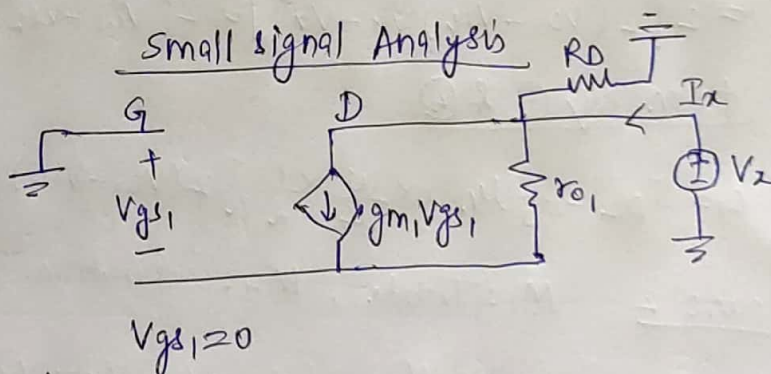 Small signal Analysis
RD
G
D
Ix
+
Vgs1
−
gm1Vgs1
ro1
+
−
Vx
Vgs1=0